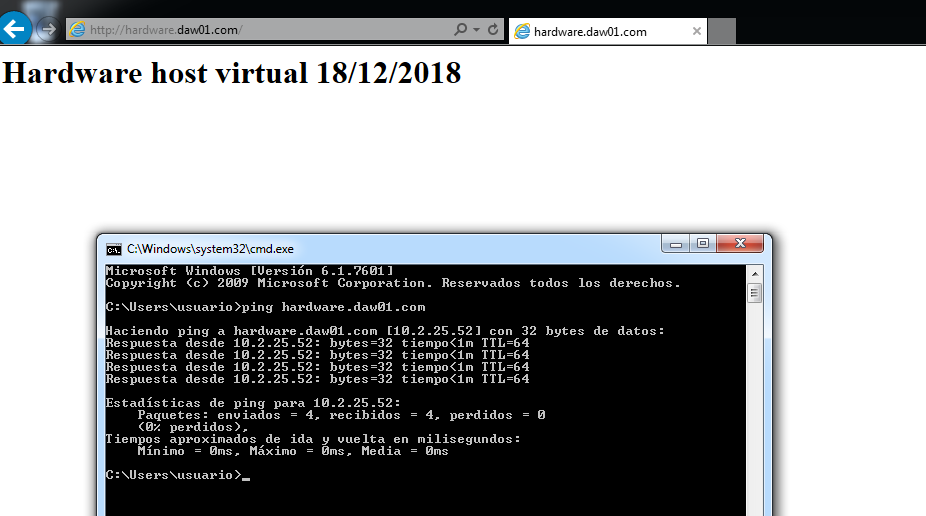 http://hardware.daw01.com/
hardware.daw01.com
Hardware host virtual 18/12/2018
C:\Windows\system32\cmd.exe
Microsoft Windows [Versión 6.1.7601]
Copyright (c) 2009 Microsoft Corporation. Reservados todos los derechos.
C:\Users\usuario>ping hardware.daw01.com
Haciendo ping a hardware.daw01.com [10.2.25.52] con 32 bytes de datos:
Respuesta desde 10.2.25.52: bytes=32 tiempo<1m TTL=64
Respuesta desde 10.2.25.52: bytes=32 tiempo<1m TTL=64
Respuesta desde 10.2.25.52: bytes=32 tiempo<1m TTL=64
Respuesta desde 10.2.25.52: bytes=32 tiempo<1m TTL=64
Estadísticas de ping para 10.2.25.52:
Paquetes: enviados = 4, recibidos = 4, perdidos = 0
(0% perdidos),
Tiempos aproximados de ida y vuelta en milisegundos:
Mínimo = 0ms, Máximo = 0ms, Media = 0ms
C:\Users\usuario>_